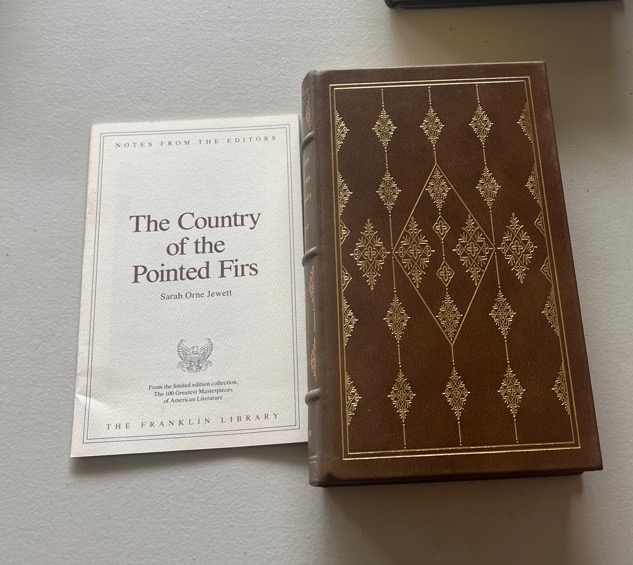 NOTES FROM THE EDITORS
The Country
of the
Pointed Firs
Sarah Orne Jewett
From the limited edition collection,
The 100 Greatest Masterpieces
of American Literature
THE FRANKLIN LIBRARY